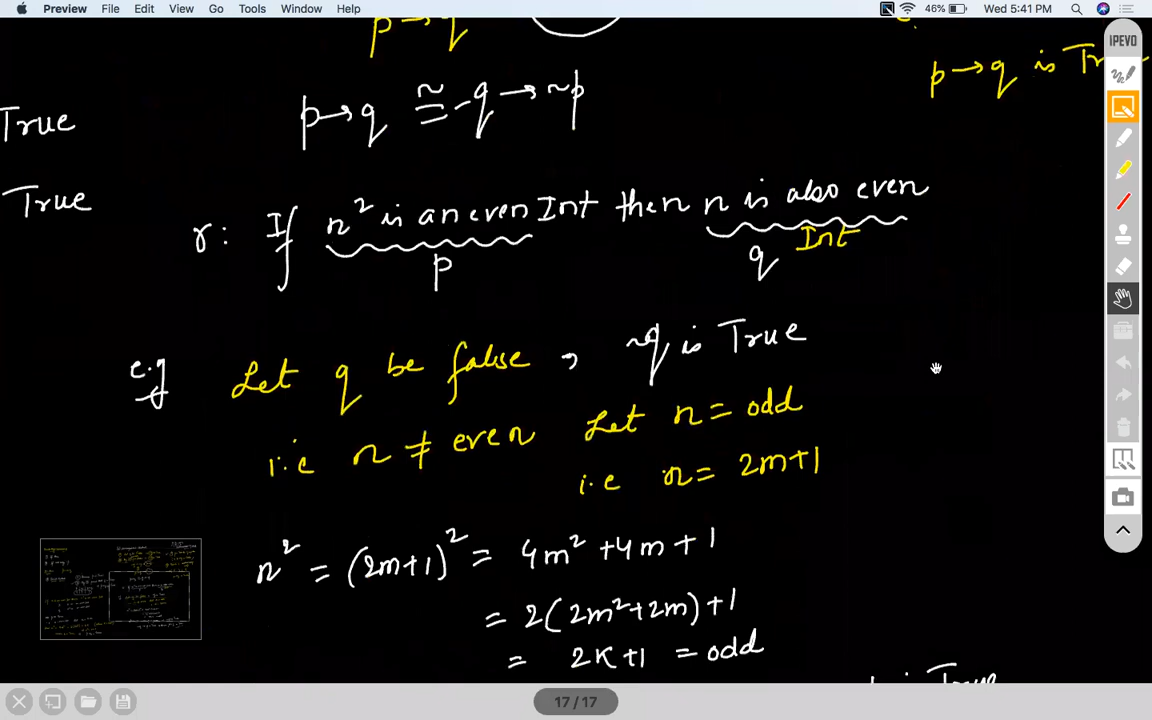 Preview File Edit View Go Tools Window Help 46% Wed 5:41 PM
IPEVO
p→q
p→q is Tr
True
p→q ≅ ~q→~p
True
r: If n² is an even Int then n is also even
p
q Int
e.g Let q be false, ~q is True
i.e n ≠ even Let n = odd
i.e n = 2m+1
n² = (2m+1)² = 4m² +4m+1
= 2(2m²+2m)+1
= 2K+1 = odd
is True
17/17